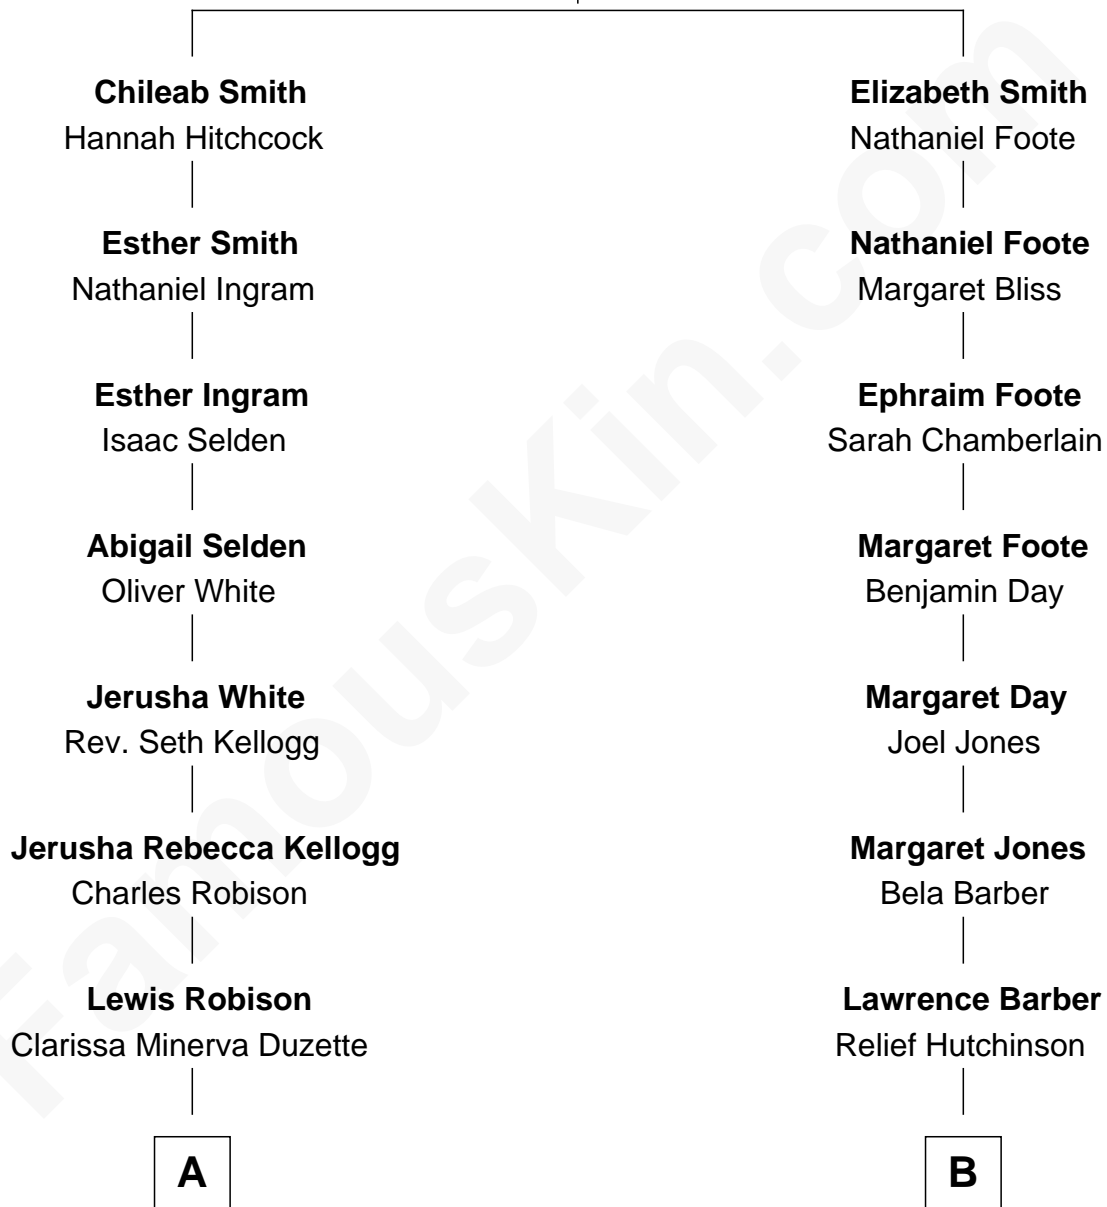 Chileab Smith
Hannah Hitchcock
Esther Smith
Nathaniel Ingram
Esther Ingram
Isaac Selden
Abigail Selden
Oliver White
Jerusha White
Rev. Seth Kellogg
Jerusha Rebecca Kellogg
Charles Robison
Lewis Robison
Clarissa Minerva Duzette
A
Elizabeth Smith
Nathaniel Foote
Nathaniel Foote
Margaret Bliss
Ephraim Foote
Sarah Chamberlain
Margaret Foote
Benjamin Day
Margaret Day
Joel Jones
Margaret Jones
Bela Barber
Lawrence Barber
Relief Hutchinson
B
FamousKin.com